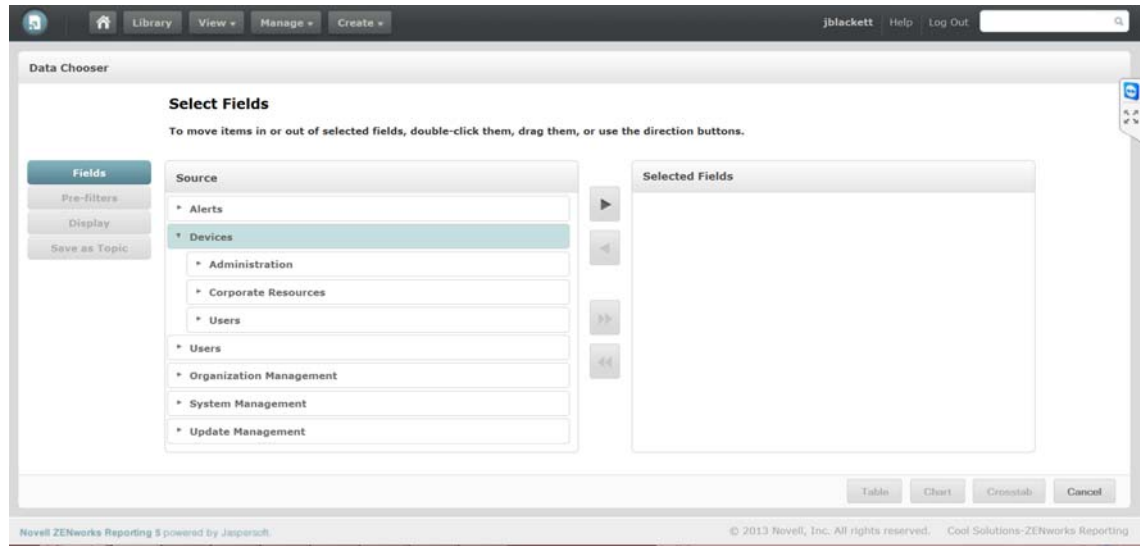 Library View Manage Create jblackett Help Log Out
Data Chooser
Select Fields
To move items in or out of selected fields, double-click them, drag them, or use the direction buttons.
Fields
Pre-filters
Display
Save as Topic
Source
Alerts
Devices
Administration
Corporate Resources
Users
Users
Organization Management
System Management
Update Management
Selected Fields
Table Chart Crosstab Cancel
Novell ZENworks Reporting 5 powered by Jaspersoft. © 2013 Novell, Inc. All rights reserved. Cool Solutions-ZENworks Reporting